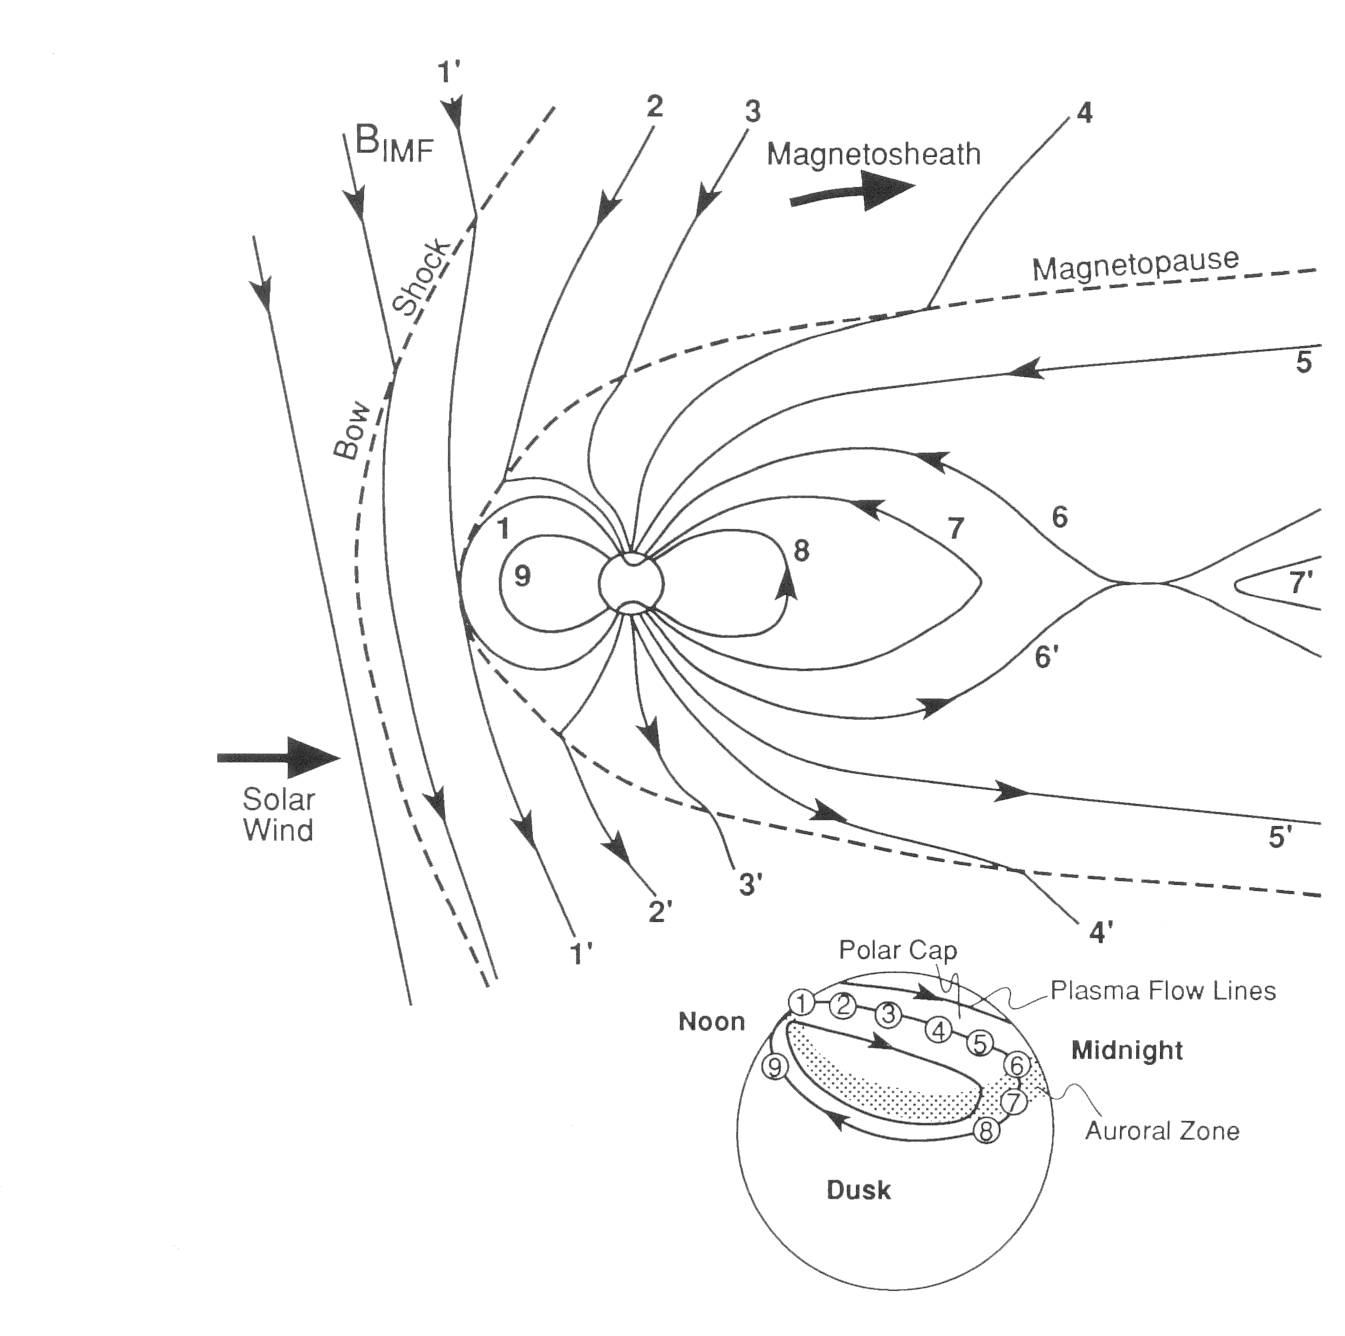 1'
2
3
4
B_IMF
Magnetosheath
Shock
Magnetopause
5
Bow
1
6
7
8
9
7'
6'
Solar
Wind
5'
3'
2'
4'
1'
Polar Cap
Plasma Flow Lines
Noon
1 2 3 4 5 6
Midnight
9
7
8
Auroral Zone
Dusk